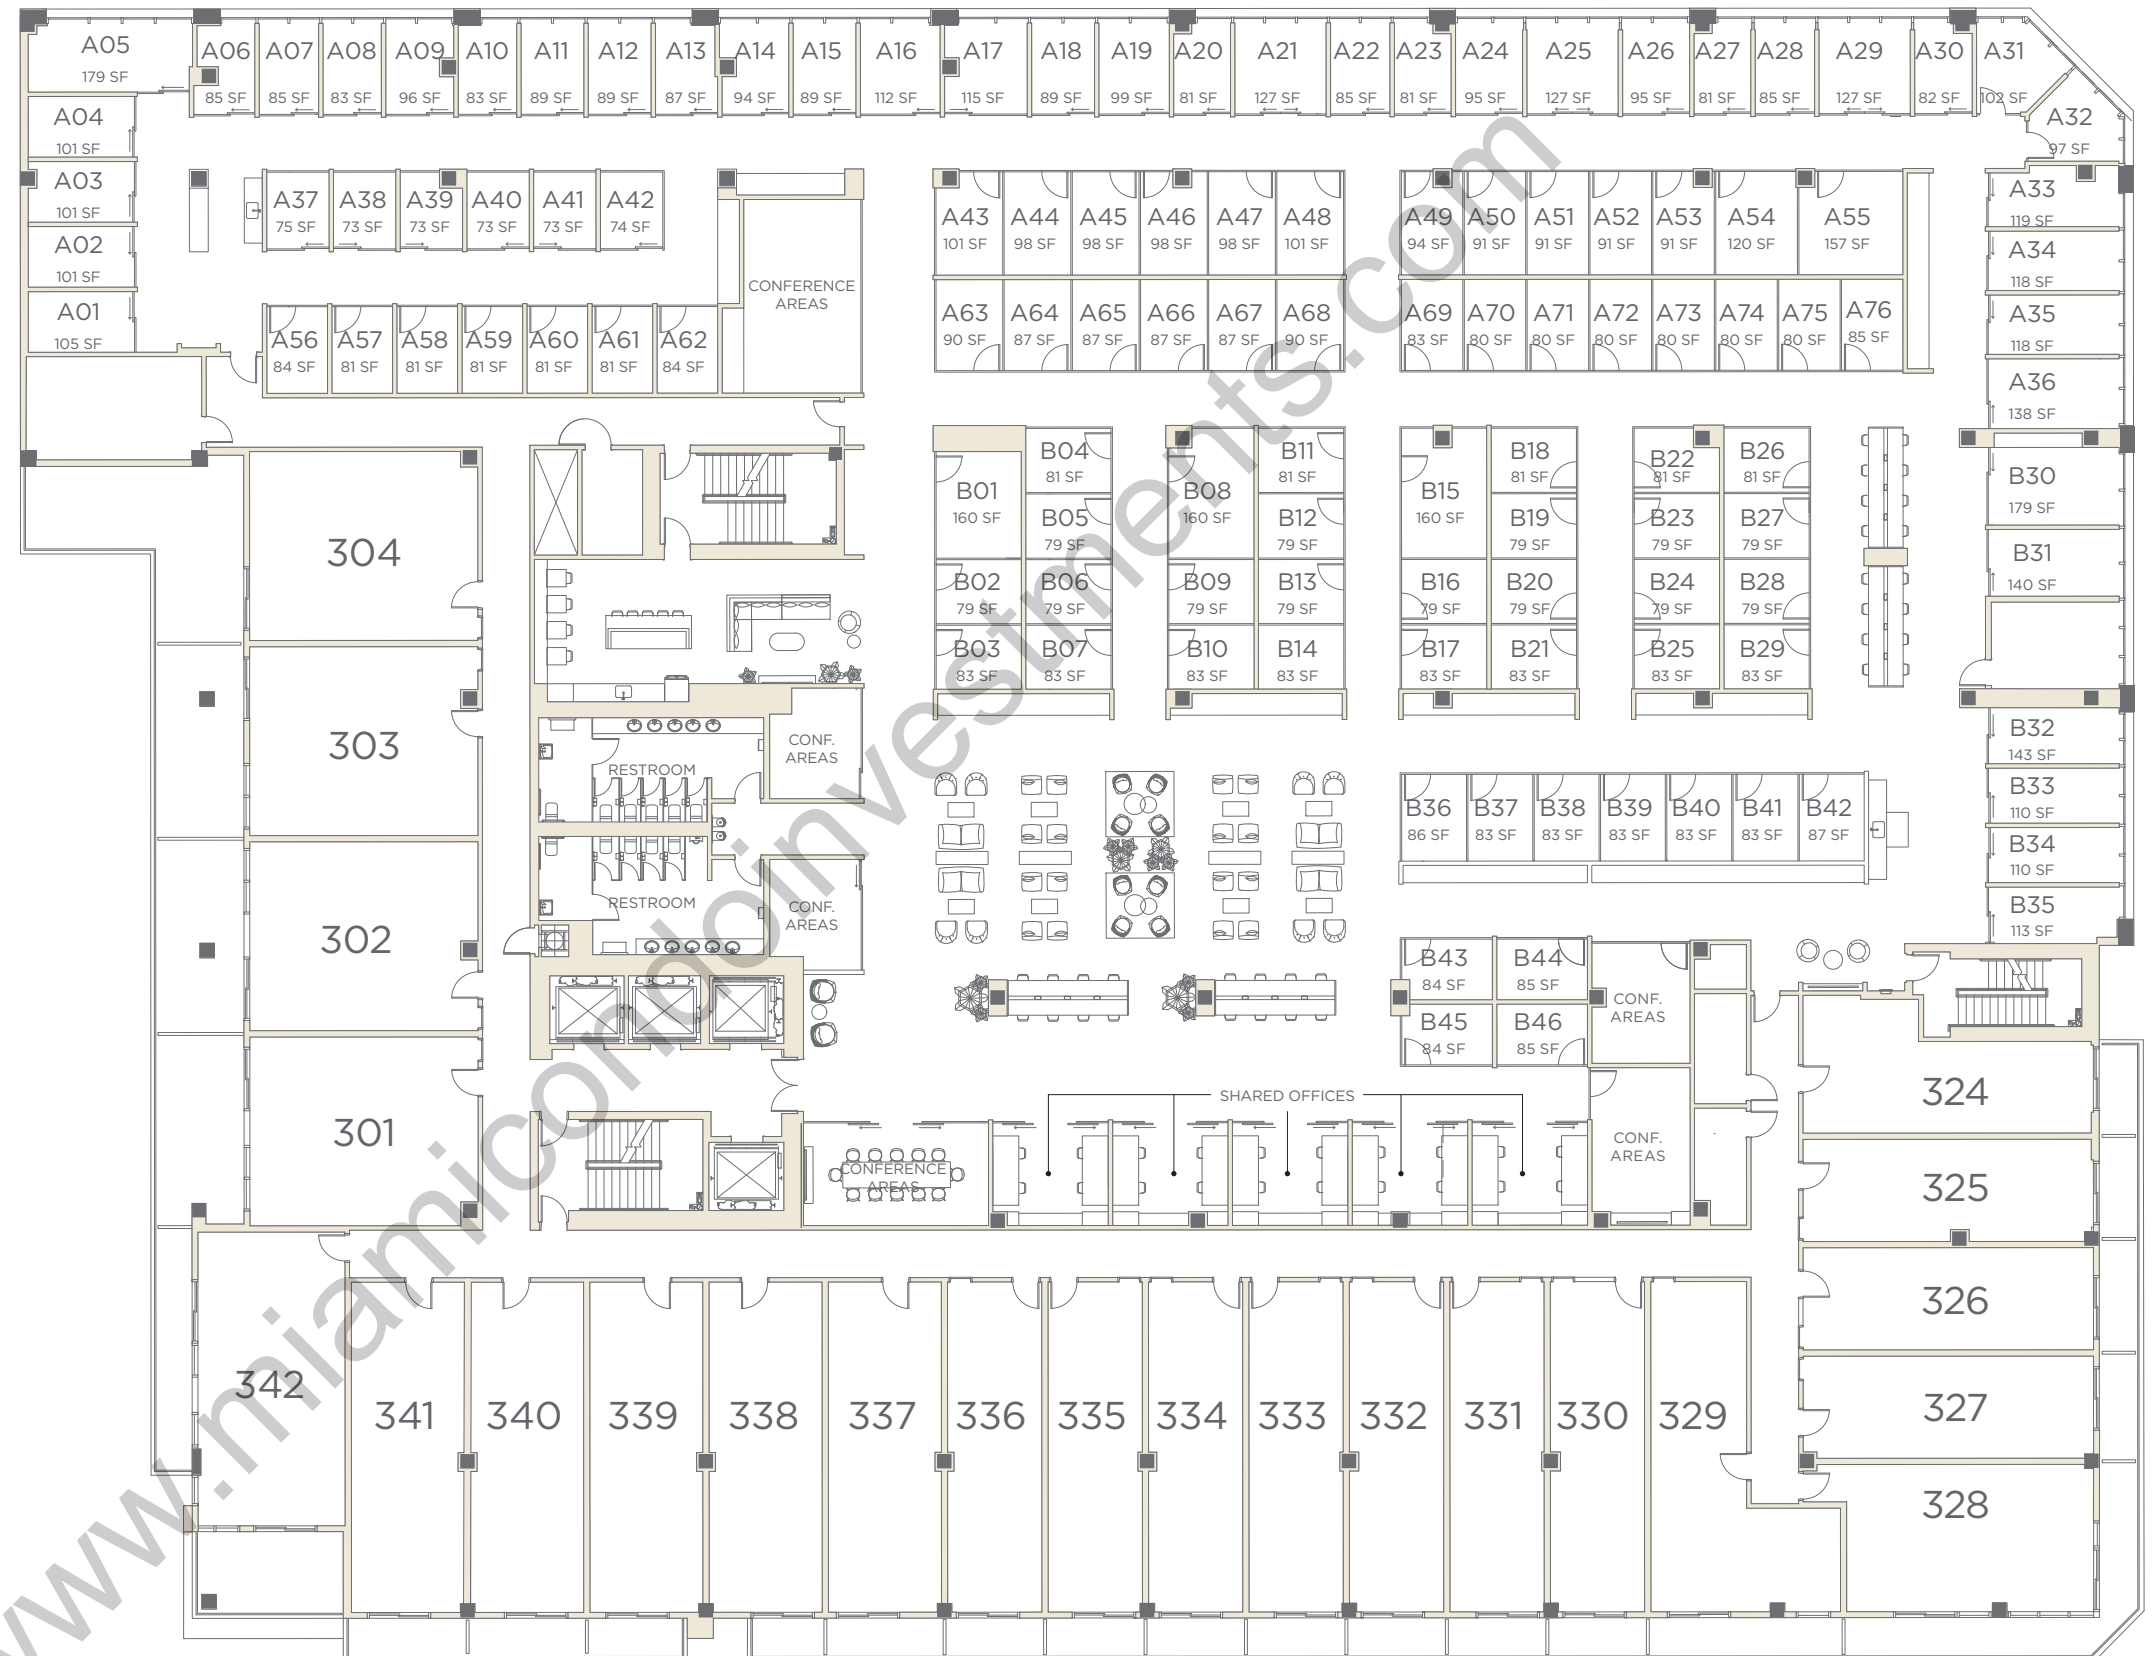 A05
179 SF
A06
85 SF
A07
85 SF
A08
83 SF
A09
96 SF
A10
83 SF
A11
89 SF
A12
89 SF
A13
87 SF
A14
94 SF
A15
89 SF
A16
112 SF
A17
115 SF
A18
89 SF
A19
99 SF
A20
81 SF
A21
127 SF
A22
85 SF
A23
81 SF
A24
95 SF
A25
127 SF
A26
95 SF
A27
81 SF
A28
85 SF
A29
127 SF
A30
82 SF
A31
102 SF
A32
97 SF
A04
101 SF
A03
101 SF
A02
101 SF
A01
105 SF
A37
75 SF
A38
73 SF
A39
73 SF
A40
73 SF
A41
73 SF
A42
74 SF
CONFERENCE
AREAS
A43
101 SF
A44
98 SF
A45
98 SF
A46
98 SF
A47
98 SF
A48
101 SF
A49
94 SF
A50
91 SF
A51
91 SF
A52
91 SF
A53
91 SF
A54
120 SF
A55
157 SF
A33
119 SF
A34
118 SF
A35
118 SF
A36
138 SF
A56
84 SF
A57
81 SF
A58
81 SF
A59
81 SF
A60
81 SF
A61
81 SF
A62
84 SF
A63
90 SF
A64
87 SF
A65
87 SF
A66
87 SF
A67
87 SF
A68
90 SF
A69
83 SF
A70
80 SF
A71
80 SF
A72
80 SF
A73
80 SF
A74
80 SF
A75
80 SF
A76
85 SF
B01
160 SF
B02
79 SF
B03
83 SF
B04
81 SF
B05
79 SF
B06
79 SF
B07
83 SF
B08
160 SF
B09
79 SF
B10
83 SF
B11
81 SF
B12
79 SF
B13
79 SF
B14
83 SF
B15
160 SF
B16
79 SF
B17
83 SF
B18
81 SF
B19
79 SF
B20
79 SF
B21
83 SF
B22
81 SF
B23
79 SF
B24
79 SF
B25
83 SF
B26
81 SF
B27
79 SF
B28
79 SF
B29
83 SF
B30
179 SF
B31
140 SF
B32
143 SF
B33
110 SF
B34
110 SF
B35
113 SF
304
303
302
301
RESTROOM
RESTROOM
CONF.
AREAS
CONF.
AREAS
B36
86 SF
B37
83 SF
B38
83 SF
B39
83 SF
B40
83 SF
B41
83 SF
B42
87 SF
B43
84 SF
B44
85 SF
B45
84 SF
B46
85 SF
CONF.
AREAS
CONF.
AREAS
SHARED OFFICES
CONFERENCE
AREAS
324
325
326
327
328
342
341
340
339
338
337
336
335
334
333
332
331
330
329
www.miamicondoinvestments.com